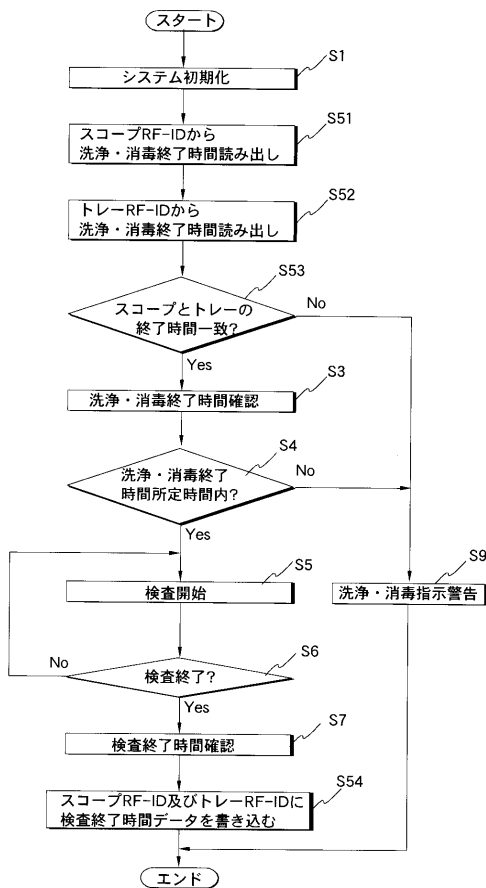 スタート
S1
システム初期化
S51
スコープRF-IDから
洗浄・消毒終了時間読み出し
S52
トレーRF-IDから
洗浄・消毒終了時間読み出し
S53
スコープとトレーの
終了時間一致?
No
Yes
S3
洗浄・消毒終了時間確認
S4
洗浄・消毒終了
時間所定時間内?
No
Yes
S5
検査開始
S9
洗浄・消毒指示警告
S6
検査終了?
No
Yes
S7
検査終了時間確認
S54
スコープRF-ID及びトレーRF-IDに
検査終了時間データを書き込む
エンド